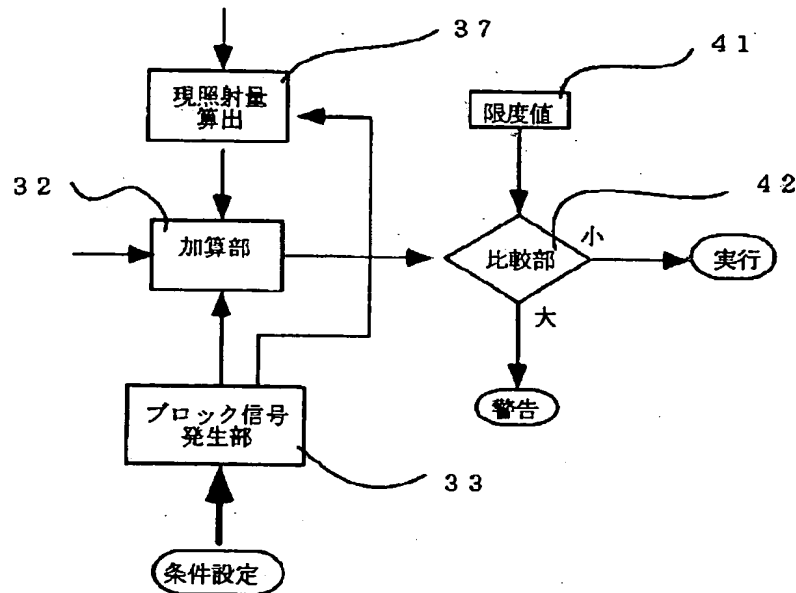 37
41
現照射量
算出
限度値
32
42
加算部
比較部
小
実行
大
ブロック信号
発生部
警告
33
条件設定